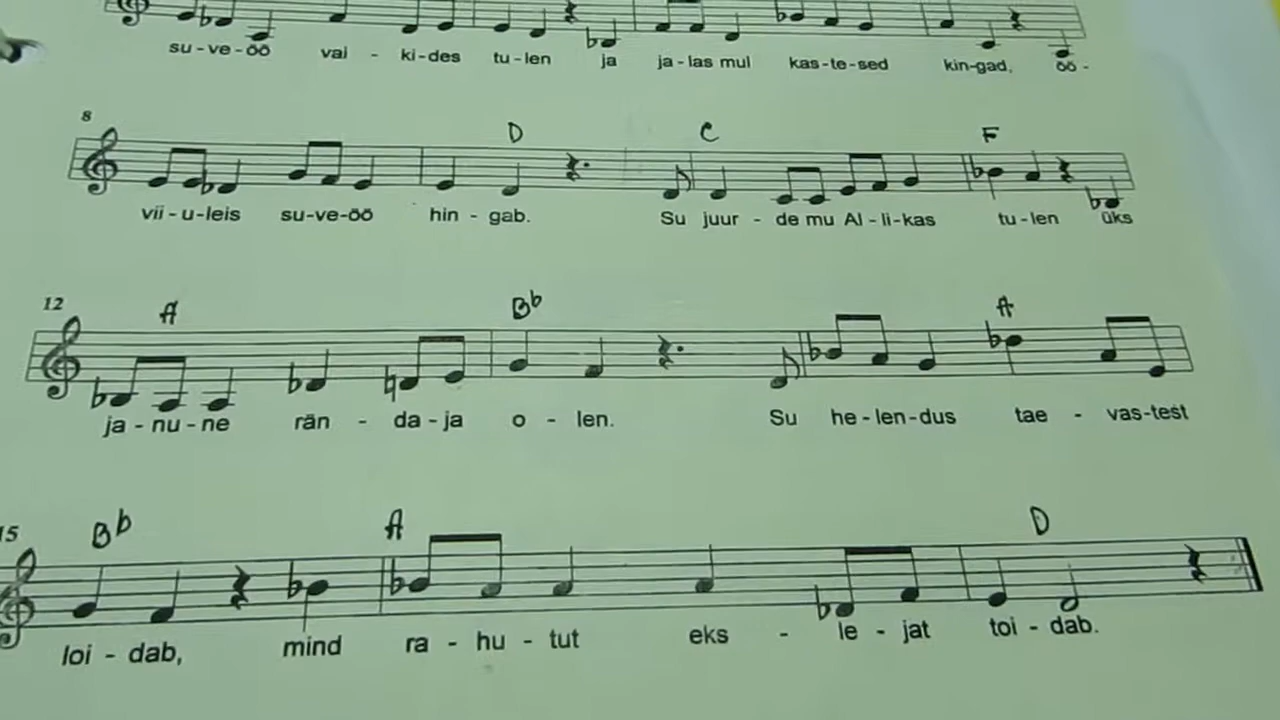 su - ve - öö vai - ki - des tu - len ja ja - las mul kas - te - sed kin - gad, öö -
8 D C F
vii - u - leis su - ve - öö hin - gab. Su juur - de mu Al - li - kas tu - len üks
12 A Bb A
ja - nu - ne rän - da - ja o - len. Su he - len - dus tae - vas - test
15 Bb A D
loi - dab, mind ra - hu - tut eks - le - jat toi - dab.